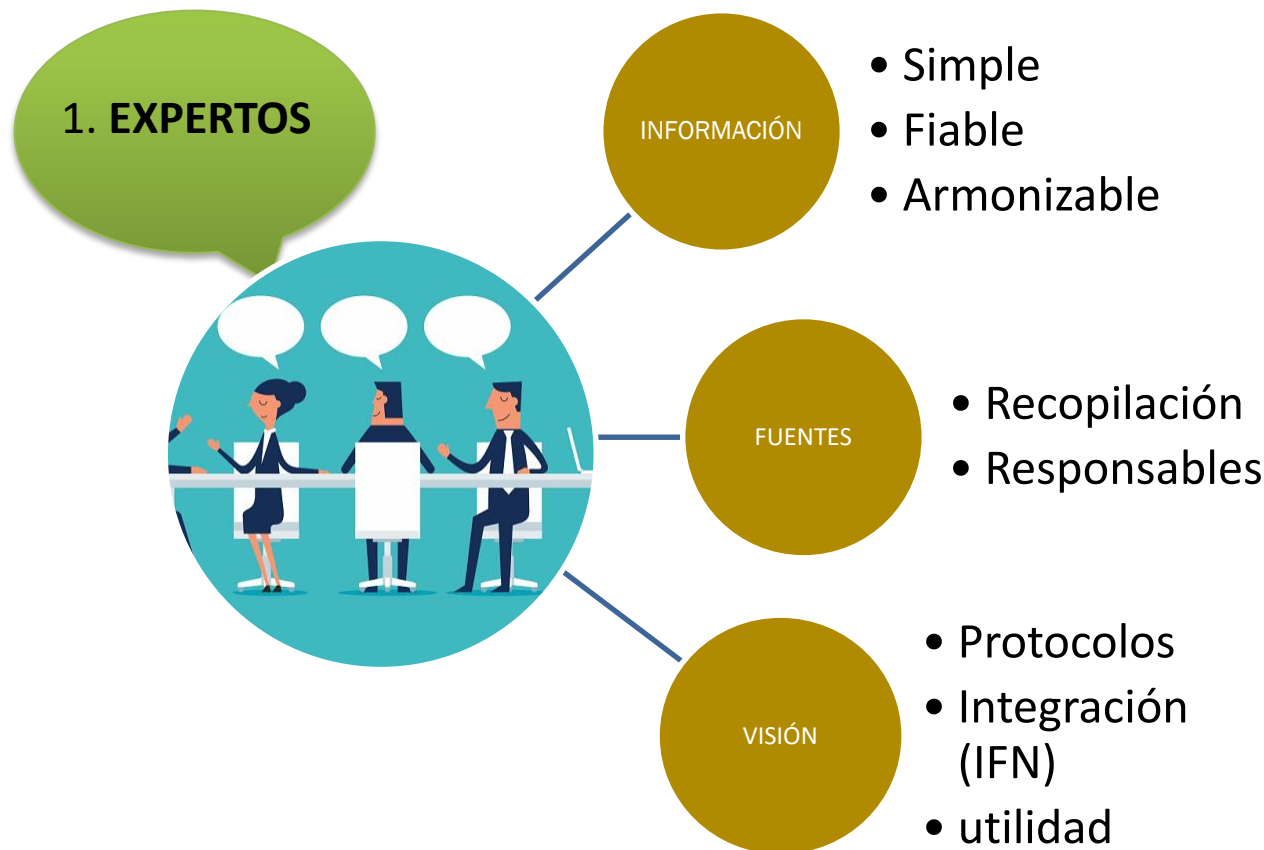 1. EXPERTOS
INFORMACIÓN
• Simple
• Fiable
• Armonizable
FUENTES
• Recopilación
• Responsables
VISIÓN
• Protocolos
• Integración
(IFN)
• utilidad